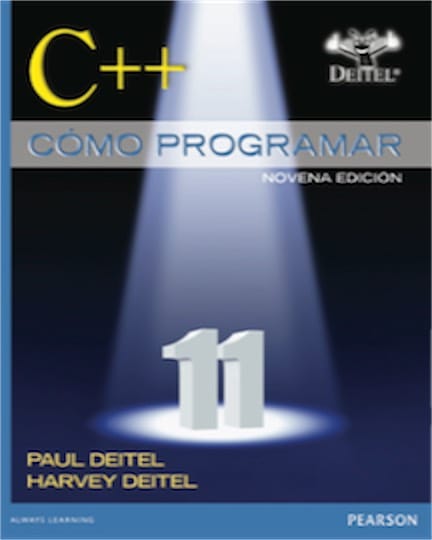 C++
DEITEL®
CÓMO PROGRAMAR
NOVENA EDICIÓN
11
PAUL DEITEL
HARVEY DEITEL
ALWAYS LEARNING
PEARSON